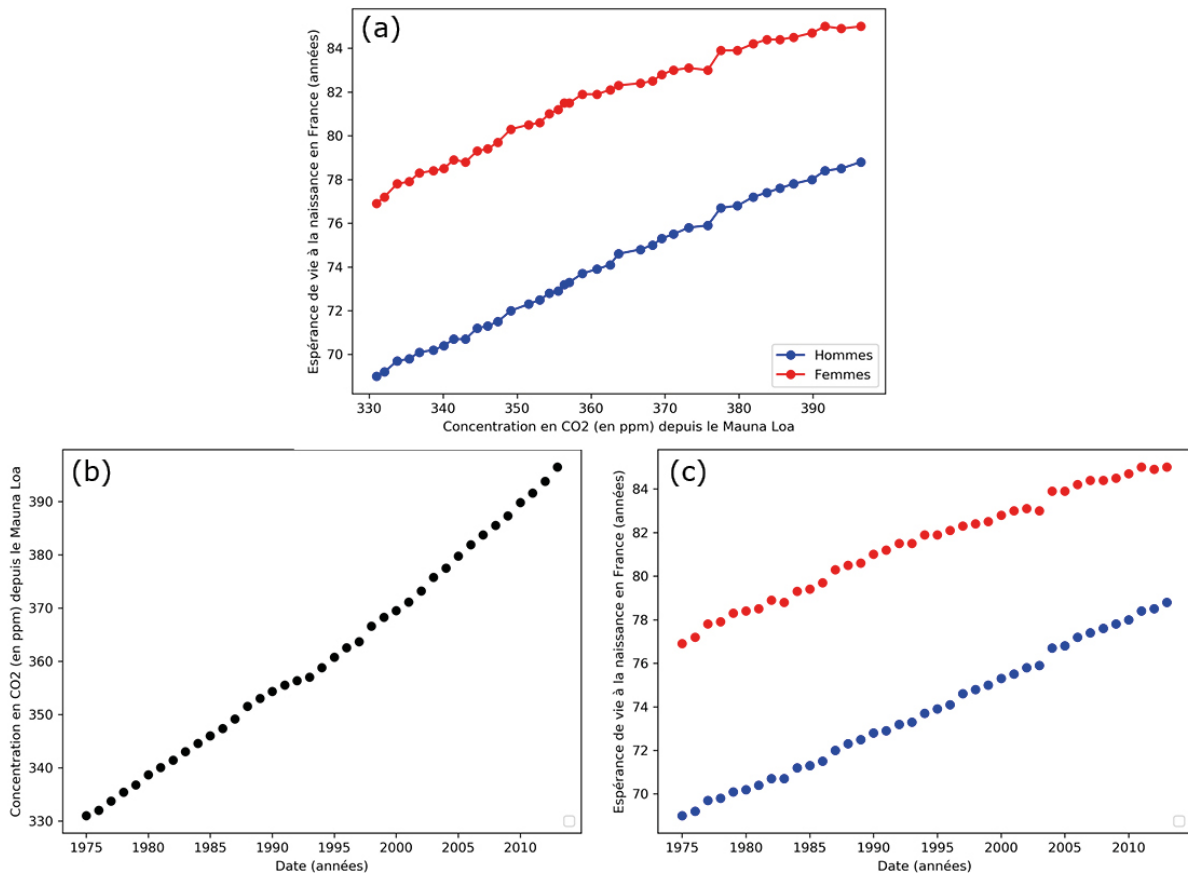 (a)
Espérance de vie à la naissance en France (années)
84
82
80
78
76
74
72
70
Hommes
Femmes
330 340 350 360 370 380 390
Concentration en CO2 (en ppm) depuis le Mauna Loa
(b)
Concentration en CO2 (en ppm) depuis le Mauna Loa
390
380
370
360
350
340
330
1975 1980 1985 1990 1995 2000 2005 2010
Date (années)
(c)
Espérance de vie à la naissance en France (années)
84
82
80
78
76
74
72
70
1975 1980 1985 1990 1995 2000 2005 2010
Date (années)